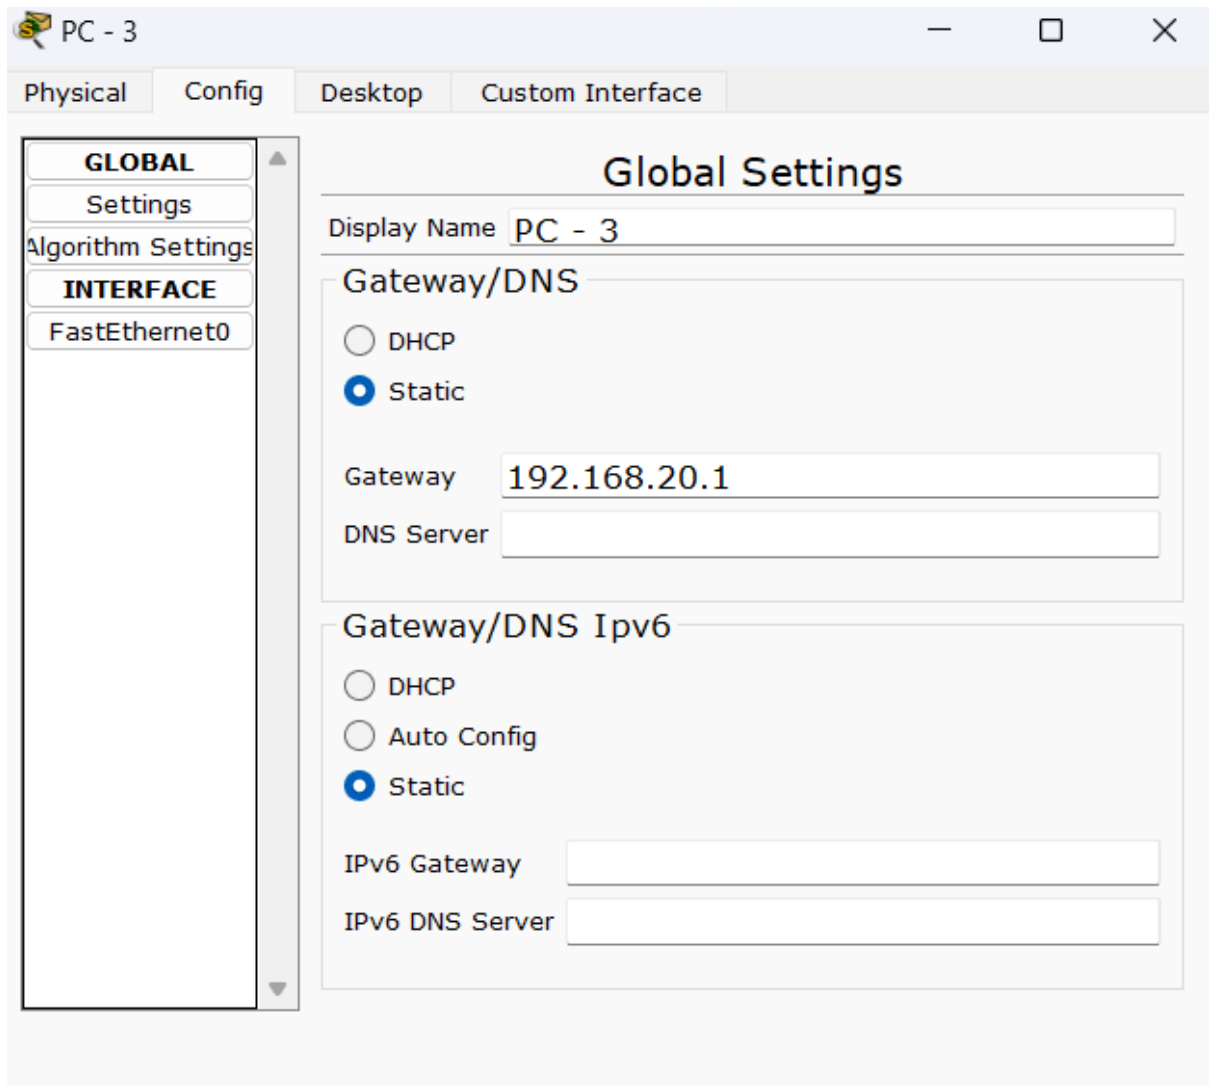 PC - 3
Physical Config Desktop Custom Interface
GLOBAL
Settings
Algorithm Settings
INTERFACE
FastEthernet0
Global Settings
Display Name PC - 3
Gateway/DNS
DHCP
Static
Gateway 192.168.20.1
DNS Server
Gateway/DNS Ipv6
DHCP
Auto Config
Static
IPv6 Gateway
IPv6 DNS Server